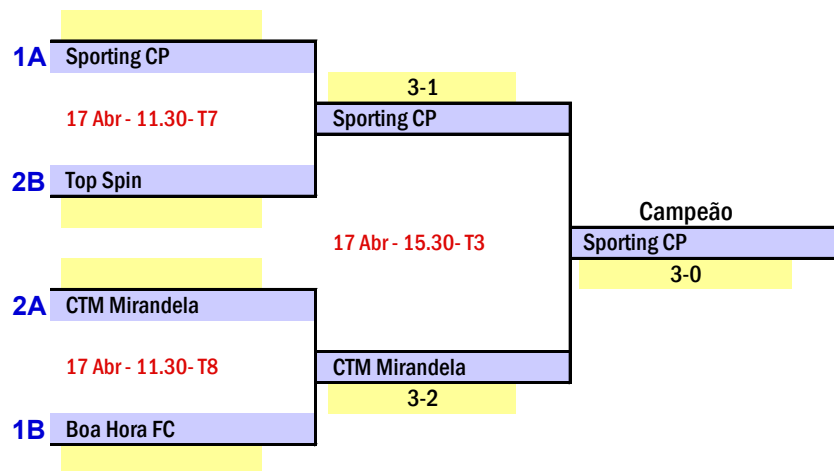 1A Sporting CP
17 Abr - 11.30- T7
2B Top Spin
3-1
Sporting CP
17 Abr - 15.30- T3
Campeão
Sporting CP
3-0
2A CTM Mirandela
17 Abr - 11.30- T8
1B Boa Hora FC
CTM Mirandela
3-2